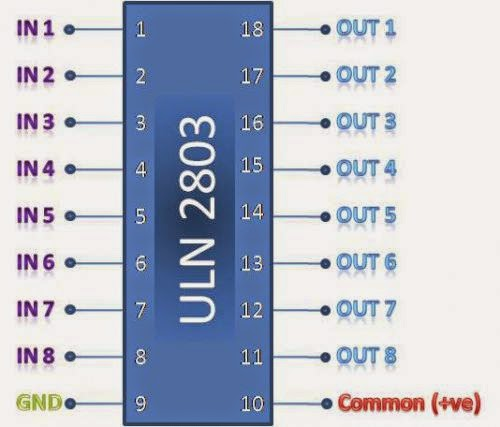 IN 1 1 18 OUT 1
IN 2 2 17 OUT 2
IN 3 3 16 OUT 3
IN 4 4 15 OUT 4
IN 5 5 14 OUT 5
IN 6 6 13 OUT 6
IN 7 7 12 OUT 7
IN 8 8 11 OUT 8
GND 9 10 Common (+ve)
ULN 2803